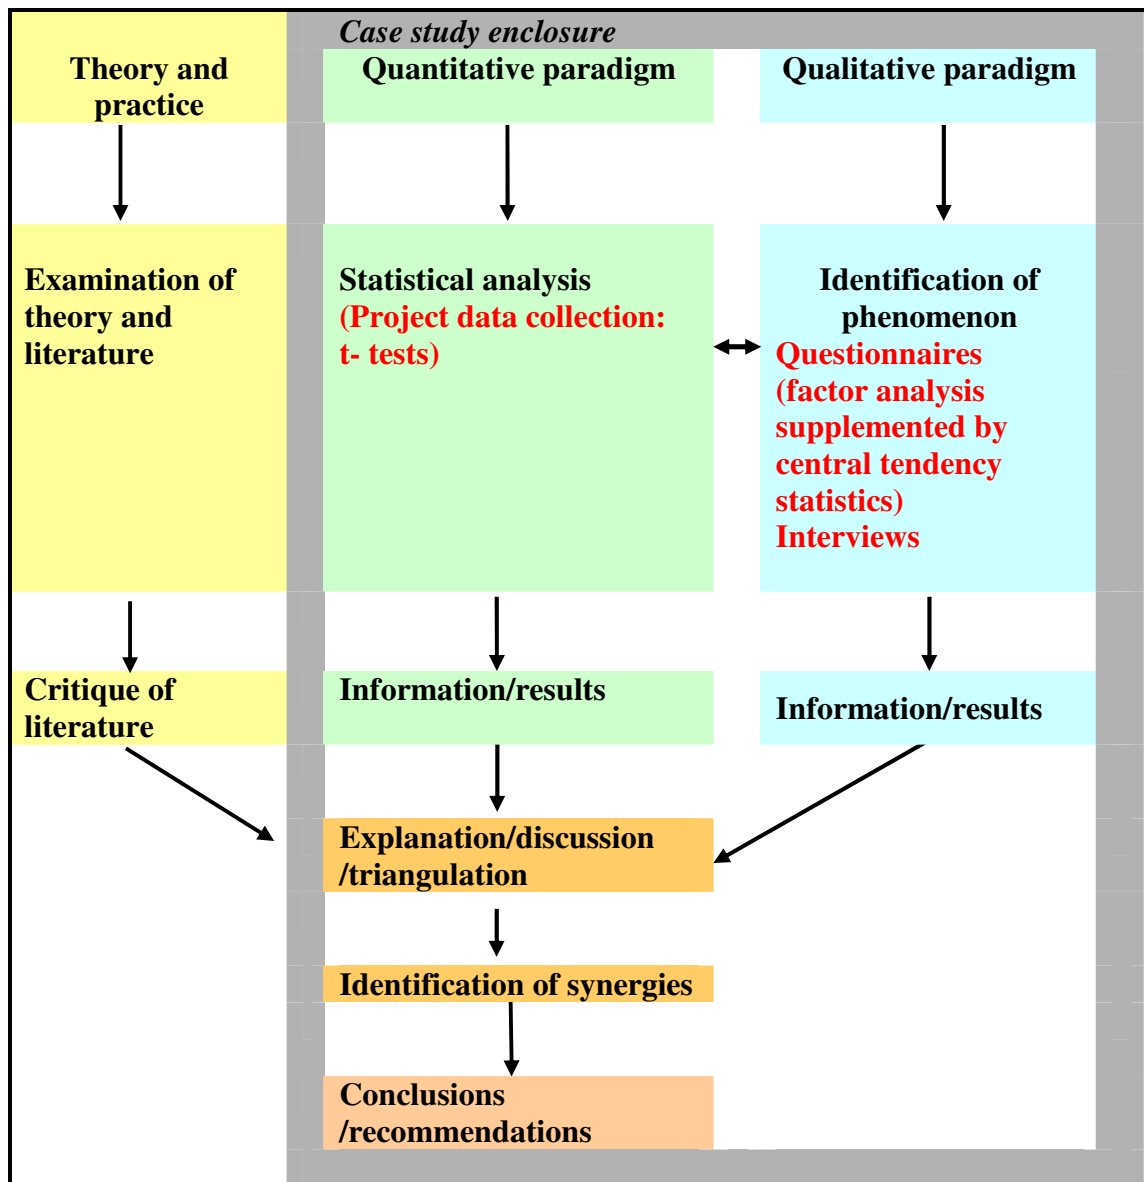 Case study enclosure
Theory and
practice
Quantitative paradigm
Qualitative paradigm
Examination of
theory and
literature
Statistical analysis
(Project data collection:
t- tests)
Identification of
phenomenon
Questionnaires
(factor analysis
supplemented by
central tendency
statistics)
Interviews
Critique of
literature
Information/results
Information/results
Explanation/discussion
/triangulation
Identification of synergies
Conclusions
/recommendations